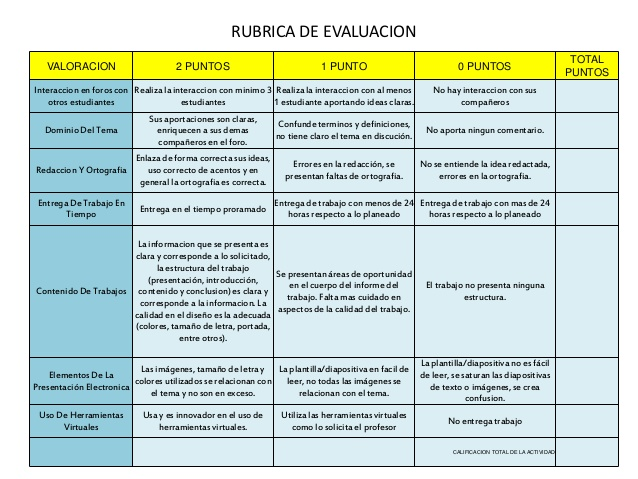 RUBRICA DE EVALUACION
VALORACION
2 PUNTOS
1 PUNTO
0 PUNTOS
TOTAL
PUNTOS
Interaccion en foros con
otros estudiantes
Realiza la interaccion con minimo 3
estudiantes
Realiza la interaccion con al menos
1 estudiante aportando ideas claras.
No hay interaccion con sus
compañeros
Dominio Del Tema
Sus aportaciones son claras,
enriquecen a sus demas
compañeros en el foro.
Confunde terminos y definiciones,
no tiene claro el tema en discución.
No aporta ningun comentario.
Redaccion Y Ortografia
Enlaza de forma correcta sus ideas,
uso correcto de acentos y en
general la ortografia es correcta.
Errores en la redacción, se
presentan faltas de ortografia.
No se entiende la idea redactada,
errores en la ortografia.
Entrega De Trabajo En
Tiempo
Entrega en el tiempo proramado
Entrega de trabajo con menos de 24
horas respecto a lo planeado
Entrega de trabajo con mas de 24
horas respecto a lo planeado
Contenido De Trabajos
La informacion que se presenta es
clara y corresponde a lo solicitado,
la estructura del trabajo
(presentación, introducción,
contenido y conclusion) es clara y
corresponde a la informacion. La
calidad en el diseño es la adecuada
(colores, tamaño de letra, portada,
entre otros).
Se presentan áreas de oportunidad
en el cuerpo del informe del
trabajo. Falta mas cuidado en
aspectos de la calidad del trabajo.
El trabajo no presenta ninguna
estructura.
Elementos De La
Presentación Electronica
Las imágenes, tamaño de letra y
colores utilizados se relacionan con
el tema y no son en exceso.
La plantilla/diapositiva en facil de
leer, no todas las imágenes se
relacionan con el tema.
La plantilla/diapositiva no es fácil
de leer, se saturan las diapositivas
de texto o imágenes, se crea
confusion.
Uso De Herramientas
Virtuales
Usa y es innovador en el uso de
herramientas virtuales.
Utiliza las herramientas virtuales
como lo solicita el profesor
No entrega trabajo
CALIFICACION TOTAL DE LA ACTIVIDAD